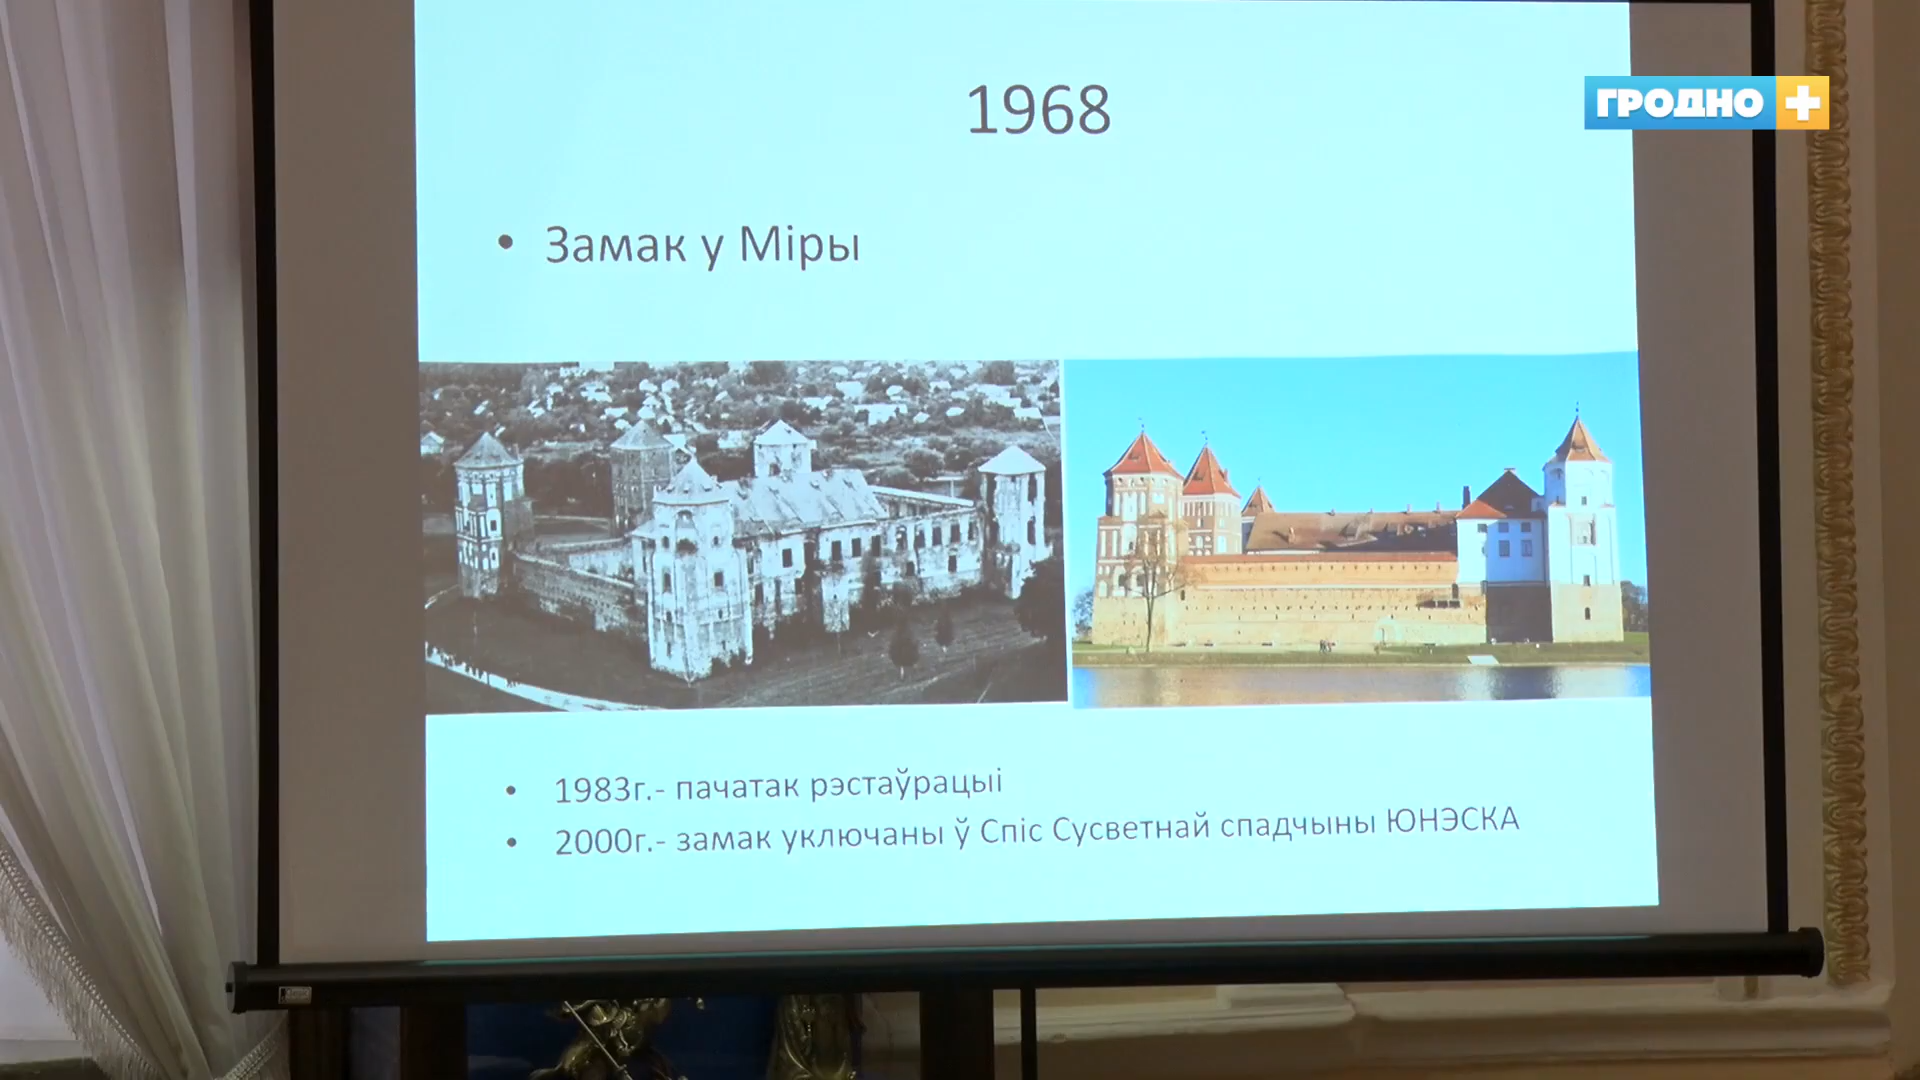 1968
ГРОДНО +
• Замак у Міры
• 1983г.- пачатак рэстаўрацыі
• 2000г.- замак уключаны ў Спіс Сусветнай спадчыны ЮНЭСКА